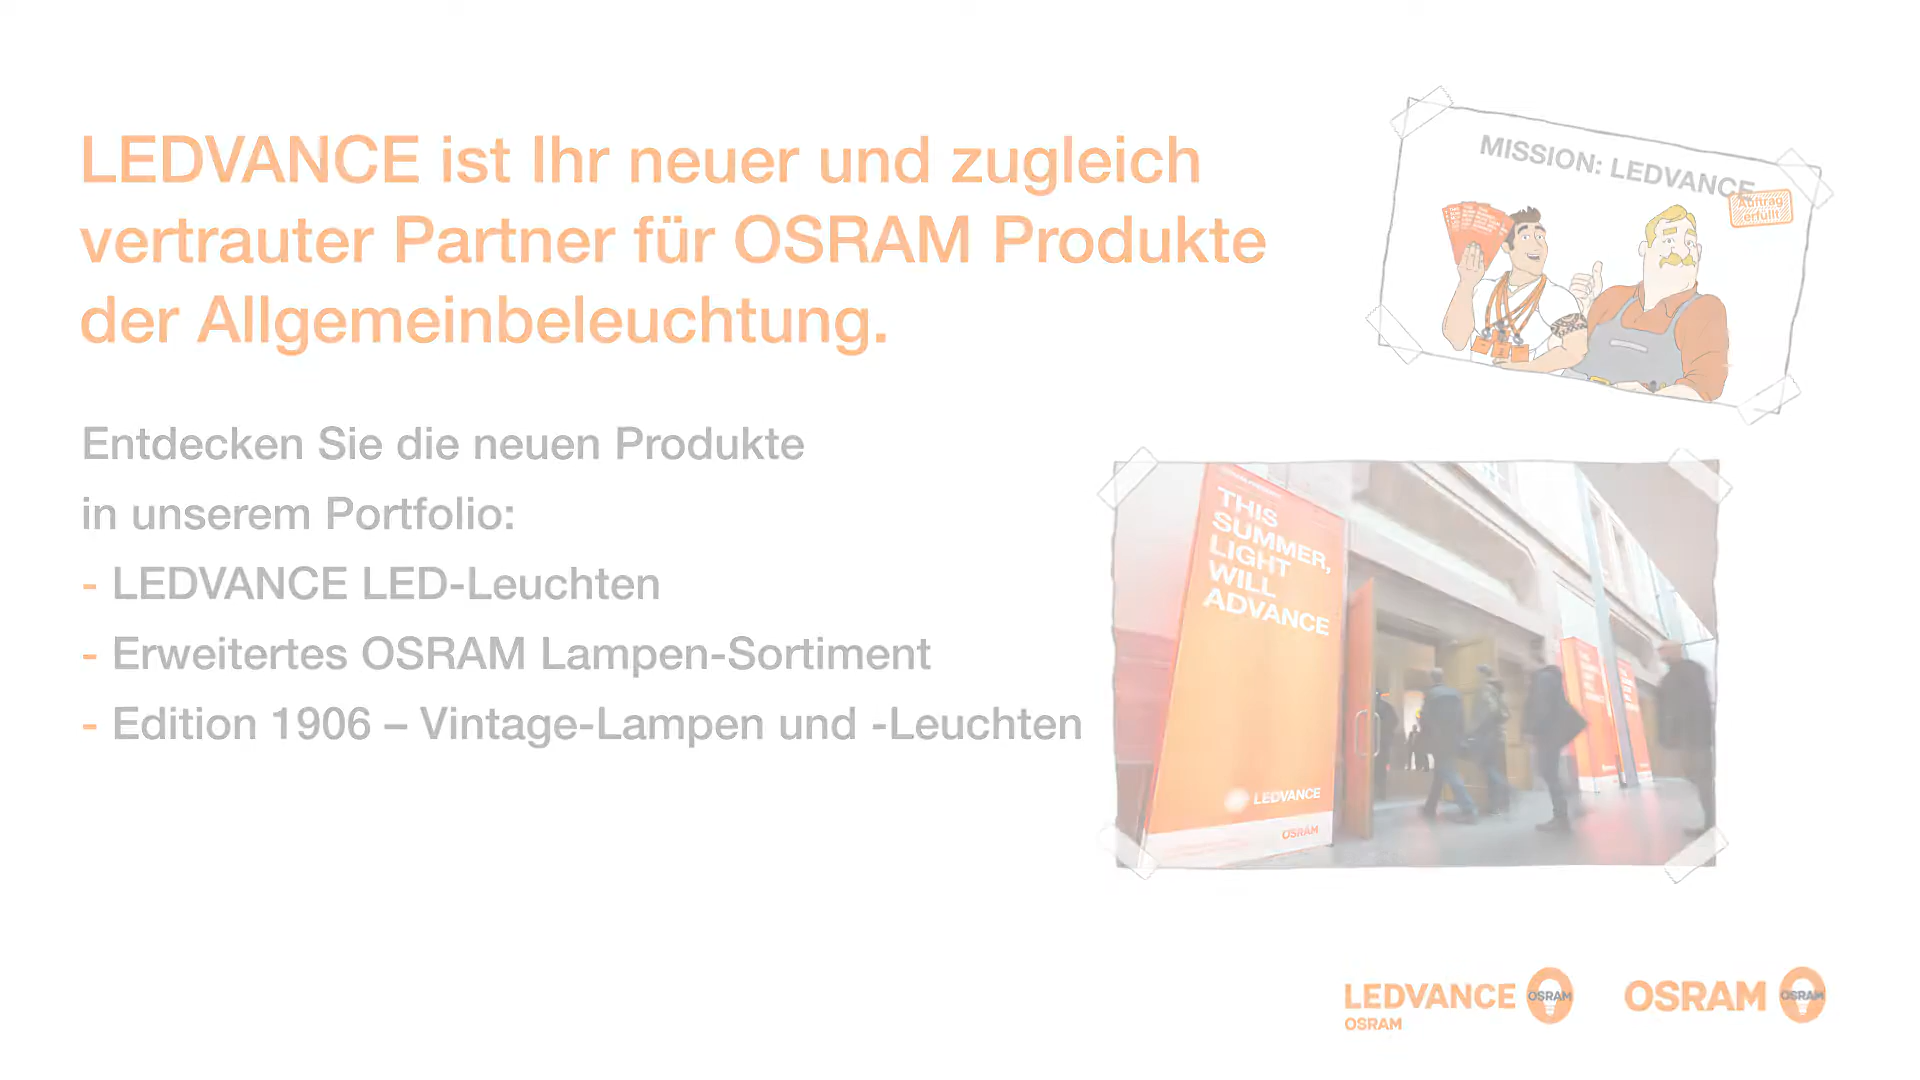 LEDVANCE ist Ihr neuer und zugleich
vertrauter Partner für OSRAM Produkte
der Allgemeinbeleuchtung.
Entdecken Sie die neuen Produkte
in unserem Portfolio:
- LEDVANCE LED-Leuchten
- Erweitertes OSRAM Lampen-Sortiment
- Edition 1906 – Vintage-Lampen und -Leuchten
MISSION: LEDVANCE
Auftrag
erfüllt
THIS
SUMMER,
LIGHT
WILL
ADVANCE
LEDVANCE
OSRAM
LEDVANCE
OSRAM
OSRAM
OSRAM
OSRAM